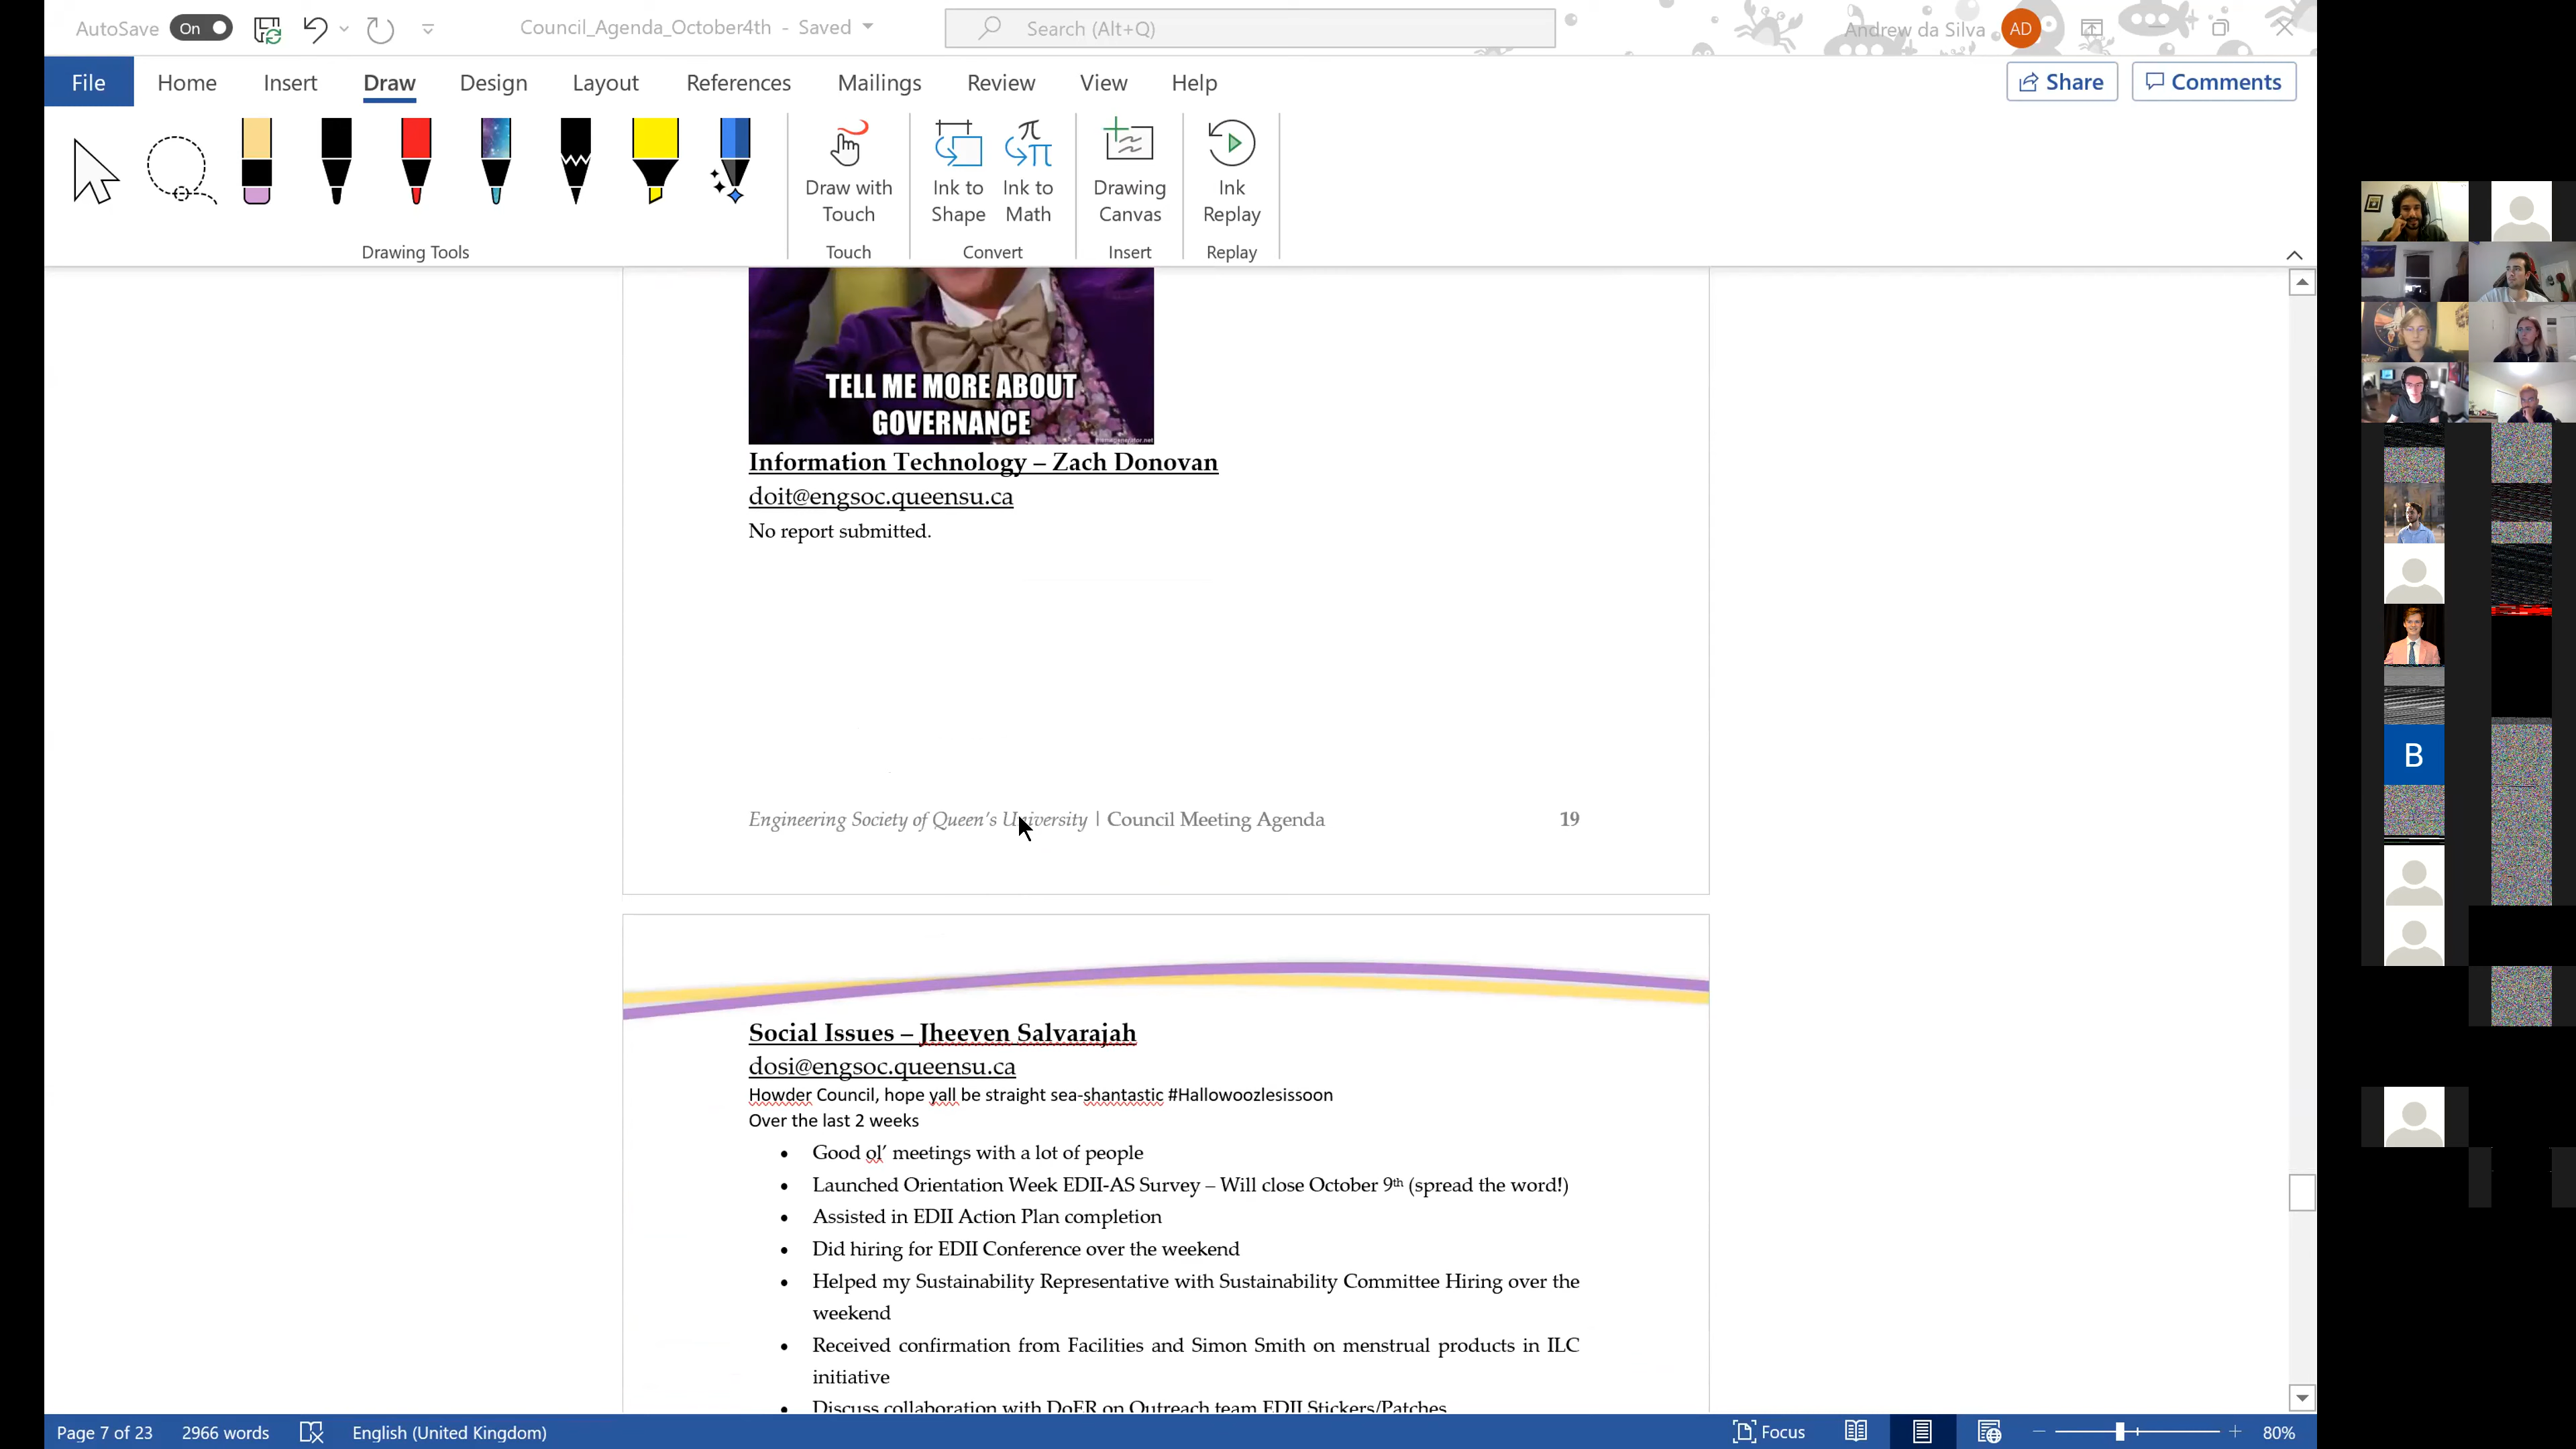 AutoSave On Council_Agenda_October4th - Saved Search (Alt+Q) Andrew da Silva AD
File Home Insert Draw Design Layout References Mailings Review View Help Share Comments
Draw with Touch
Ink to Shape
Ink to Math
Drawing Canvas
Ink Replay
Drawing Tools Touch Convert Insert Replay
TELL ME MORE ABOUT
GOVERNANCE
Information Technology – Zach Donovan
doit@engsoc.queensu.ca
No report submitted.
Engineering Society of Queen's University | Council Meeting Agenda 19
B
Social Issues – Jheeven Salvarajah
dosi@engsoc.queensu.ca
Howder Council, hope yall be straight sea-shantastic #Hallowoozlesissoon
Over the last 2 weeks
• Good ol' meetings with a lot of people
• Launched Orientation Week EDII-AS Survey – Will close October 9th (spread the word!)
• Assisted in EDII Action Plan completion
• Did hiring for EDII Conference over the weekend
• Helped my Sustainability Representative with Sustainability Committee Hiring over the
weekend
• Received confirmation from Facilities and Simon Smith on menstrual products in ILC
initiative
• Discuss collaboration with DoER on Outreach team EDII Stickers/Patches
Page 7 of 23 2966 words English (United Kingdom) Focus 80%